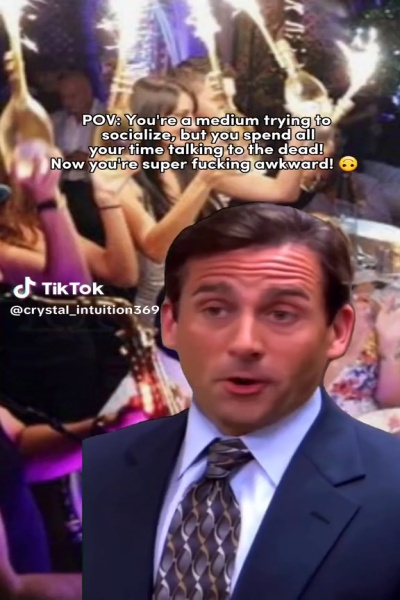 POV: You're a medium trying to
socialize, but you spend all
your time talking to the dead!
Now you're super fucking awkward! 🙃
TikTok
@crystal_intuition369